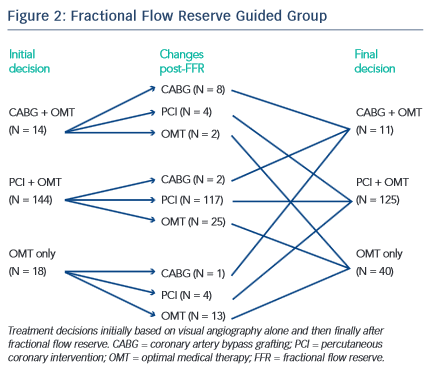 Figure 2: Fractional Flow Reserve Guided Group
Initial decision
Changes post-FFR
Final decision
CABG + OMT
(N = 14)
CABG (N = 8)
PCI (N = 4)
OMT (N = 2)
CABG + OMT
(N = 11)
PCI + OMT
(N = 144)
CABG (N = 2)
PCI (N = 117)
OMT (N = 25)
PCI + OMT
(N = 125)
OMT only
(N = 18)
CABG (N = 1)
PCI (N = 4)
OMT (N = 13)
OMT only
(N = 40)
Treatment decisions initially based on visual angiography alone and then finally after
fractional flow reserve. CABG = coronary artery bypass grafting; PCI = percutaneous
coronary intervention; OMT = optimal medical therapy; FFR = fractional flow reserve.